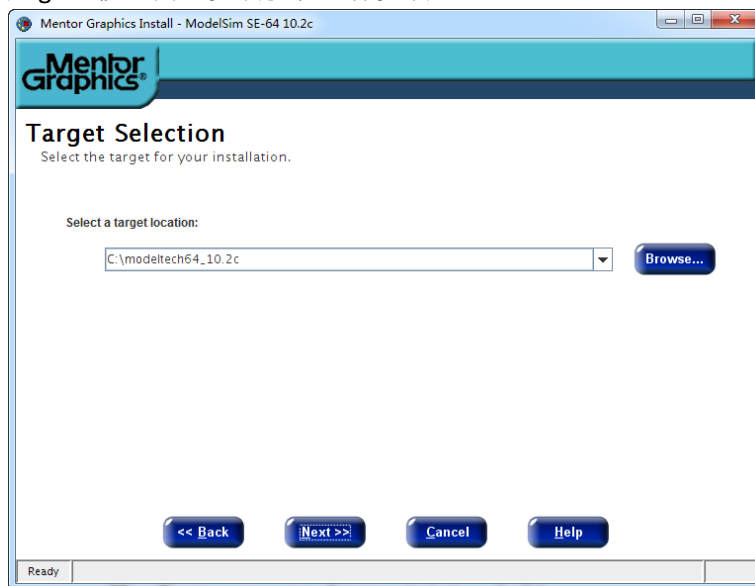 Mentor Graphics Install - ModelSim SE-64 10.2c
Mentor
Graphics®
Target Selection
Select the target for your installation.
Select a target location:
C:\modeltech64_10.2c
Browse...
<< Back
Next >>
Cancel
Help
Ready